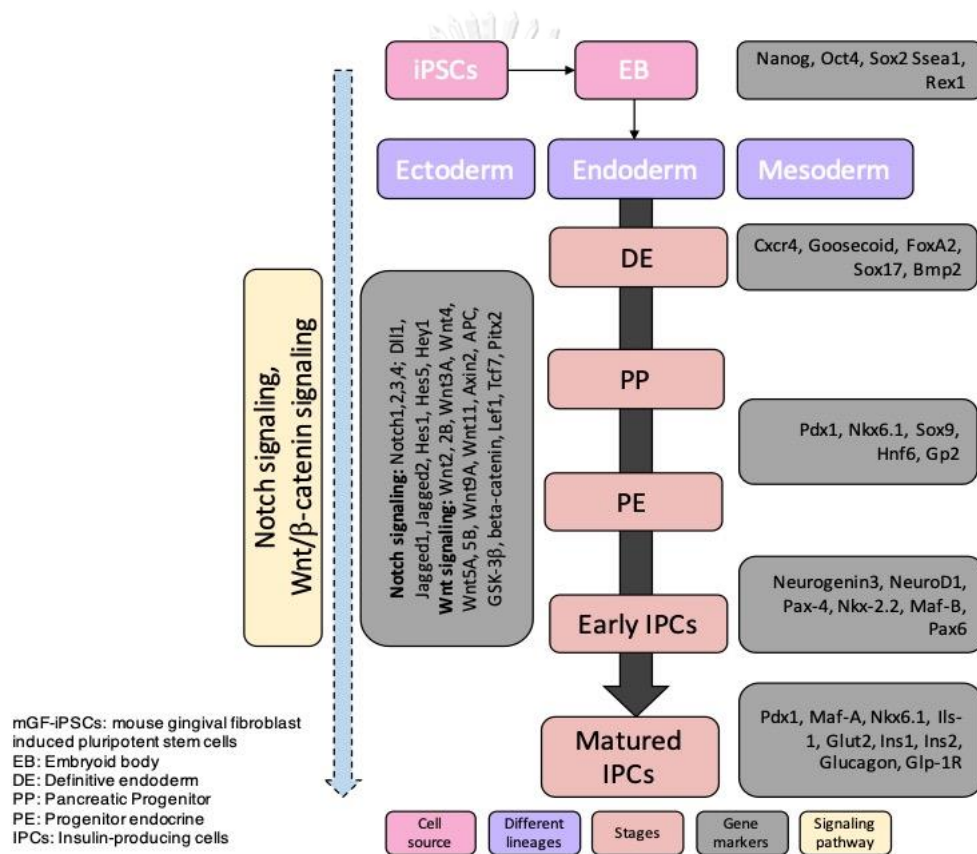 iPSCs
EB
Nanog, Oct4, Sox2 Ssea1,
Rex1
Ectoderm
Endoderm
Mesoderm
DE
Cxcr4, Goosecoid, FoxA2,
Sox17, Bmp2
Notch signaling,
Wnt/β-catenin signaling
Notch signaling: Notch1,2,3,4; Dll1,
Jagged1, Jagged2, Hes1, Hes5, Hey1
Wnt signaling: Wnt2, 2B, Wnt3A, Wnt4,
Wnt5A, 5B, Wnt9A, Wnt11, Axin2, APC,
GSK-3β, beta-catenin, Lef1, Tcf7, Pitx2
PP
Pdx1, Nkx6.1, Sox9,
Hnf6, Gp2
PE
Early IPCs
Neurogenin3, NeuroD1,
Pax-4, Nkx-2.2, Maf-B,
Pax6
Matured
IPCs
Pdx1, Maf-A, Nkx6.1, Ils-
1, Glut2, Ins1, Ins2,
Glucagon, Glp-1R
mGF-iPSCs: mouse gingival fibroblast
induced pluripotent stem cells
EB: Embryoid body
DE: Definitive endoderm
PP: Pancreatic Progenitor
PE: Progenitor endocrine
IPCs: Insulin-producing cells
Cell
source
Different
lineages
Stages
Gene
markers
Signaling
pathway